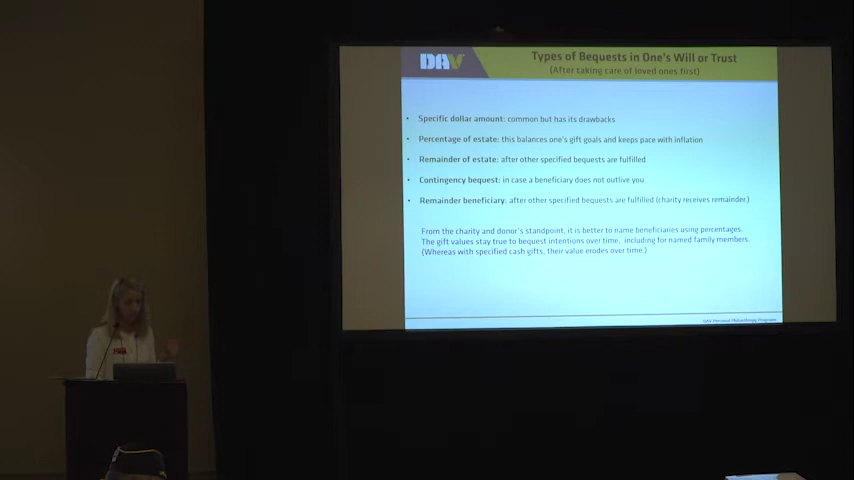 DAV
Types of Bequests in One's Will or Trust
(After taking care of loved ones first)
• Specific dollar amount: common but has its drawbacks
• Percentage of estate: this balances one's gift goals and keeps pace with inflation
• Remainder of estate: after other specified bequests are fulfilled
• Contingency bequest: in case a beneficiary does not outlive you
• Remainder beneficiary: after other specified bequests are fulfilled (charity receives remainder.)
From the charity and donor's standpoint, it is better to name beneficiaries using percentages.
The gift values stay true to bequest intentions over time, including for named family members.
(Whereas with specified cash gifts, their value erodes over time.)
DAV Personal Philanthropy Programs